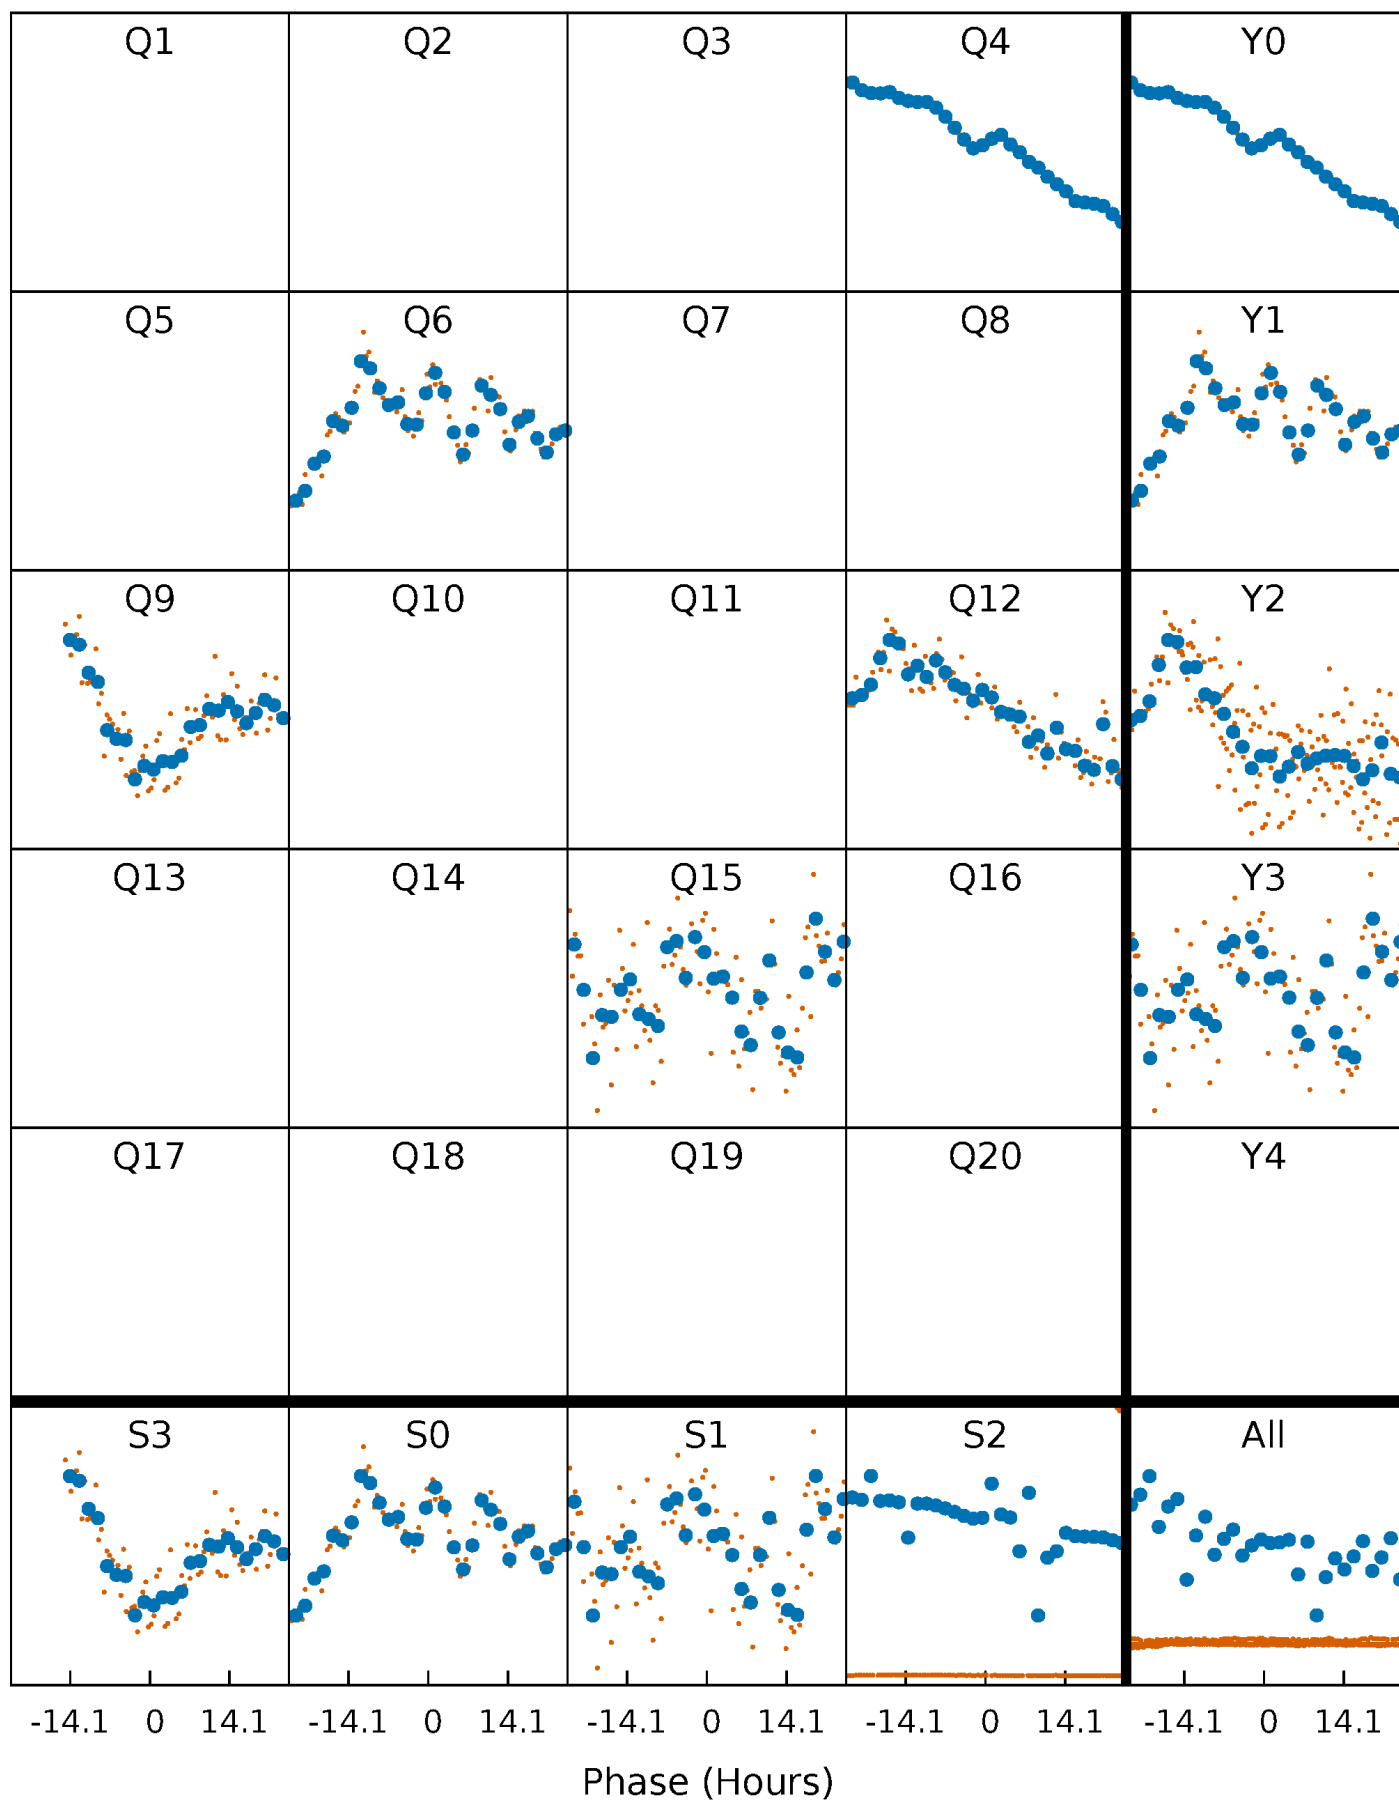 Q1 Q2 Q3 Q4 Y0
Q5 Q6 Q7 Q8 Y1
Q9 Q10 Q11 Q12 Y2
Q13 Q14 Q15 Q16 Y3
Q17 Q18 Q19 Q20 Y4
S3 S0 S1 S2 All
-14.1 0 14.1 -14.1 0 14.1 -14.1 0 14.1 -14.1 0 14.1 -14.1 0 14.1
Phase (Hours)